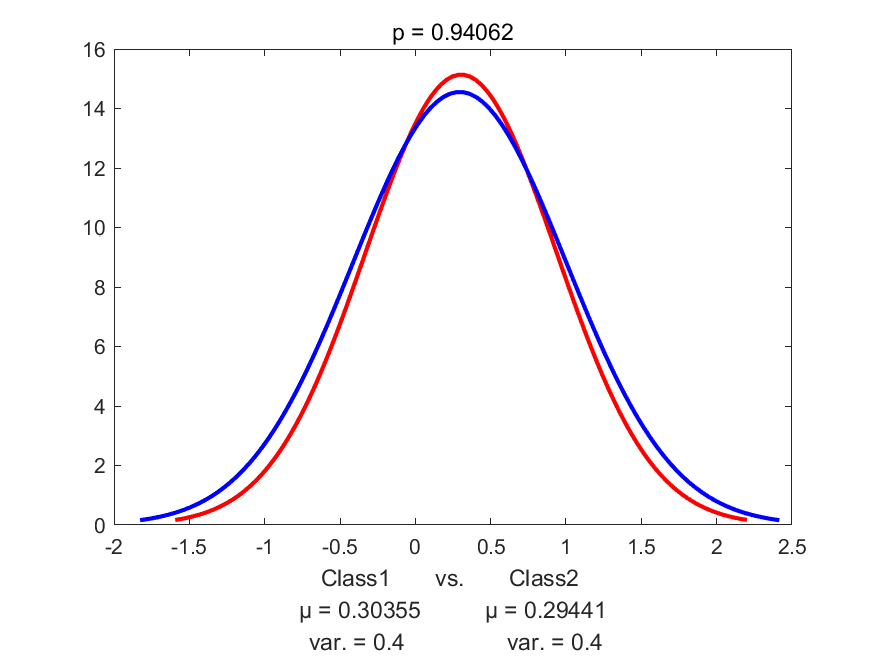 p = 0.94062
16
14
12
10
8
6
4
2
0
-2 -1.5 -1 -0.5 0 0.5 1 1.5 2 2.5
Class1 vs. Class2
μ = 0.30355 μ = 0.29441
var. = 0.4 var. = 0.4